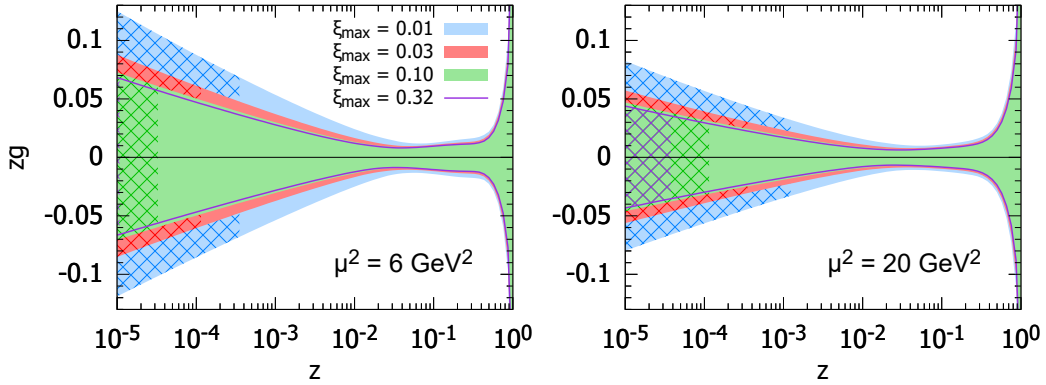 zg
0.1
0.05
0
-0.05
-0.1
ξmax = 0.01
ξmax = 0.03
ξmax = 0.10
ξmax = 0.32
μ² = 6 GeV²
10⁻⁵ 10⁻⁴ 10⁻³ 10⁻² 10⁻¹ 10⁰
z
0.1
0.05
0
-0.05
-0.1
μ² = 20 GeV²
10⁻⁵ 10⁻⁴ 10⁻³ 10⁻² 10⁻¹ 10⁰
z